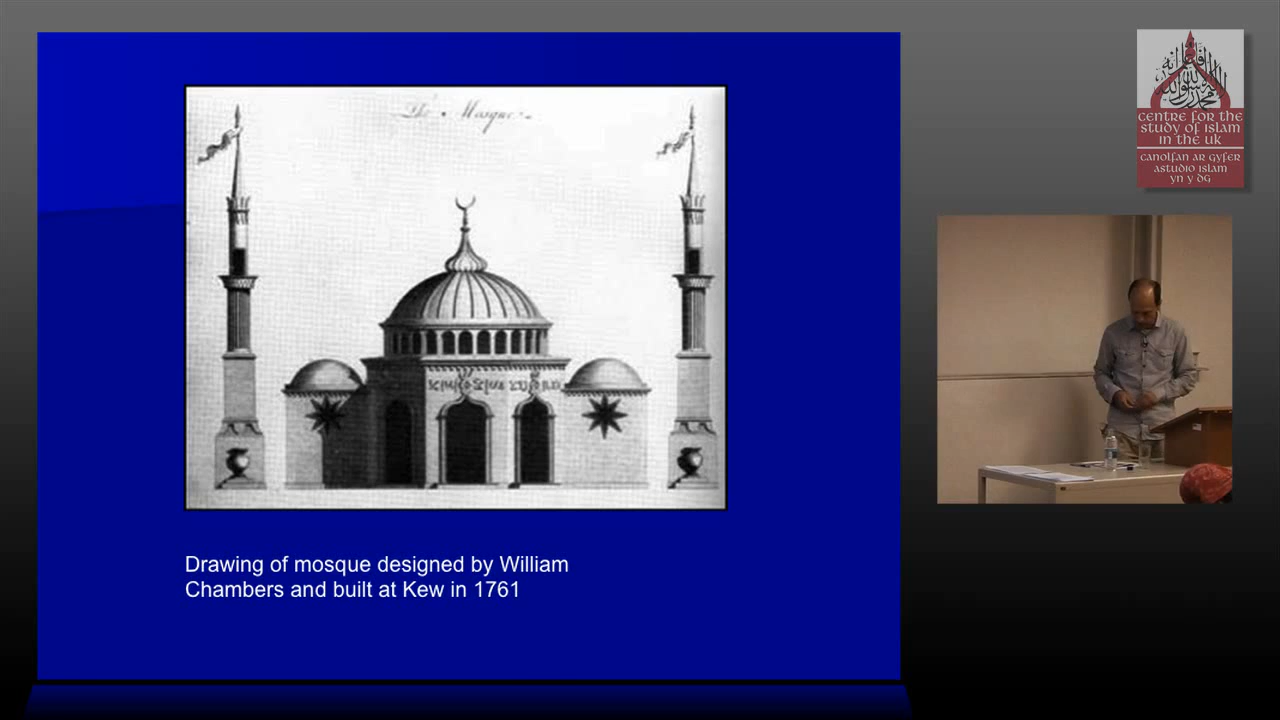 The Mosque
Drawing of mosque designed by William
Chambers and built at Kew in 1761
CENTRE FOR THE
STUDY OF ISLAM
IN THE UK
CANOLFAN AR GYFER
ASTUDIO ISLAM
YN Y DG